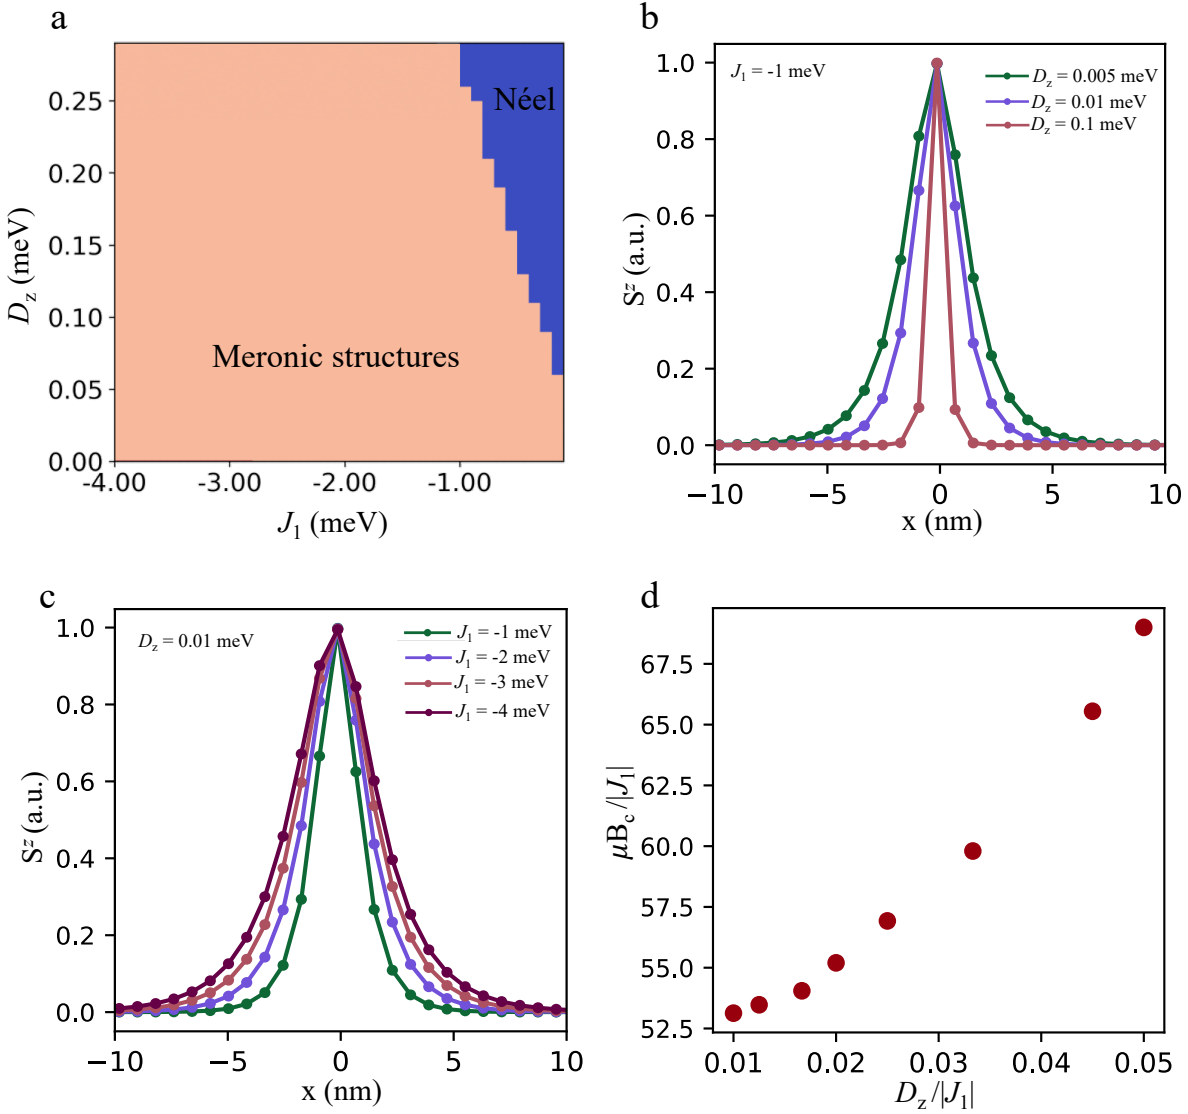 a
0.25
0.20
0.15
0.10
0.05
0.00
D_z (meV)
Néel
Meronic structures
-4.00 -3.00 -2.00 -1.00
J_1 (meV)
b
1.0
0.8
0.6
0.4
0.2
0.0
S^z (a.u.)
J_1 = -1 meV
D_z = 0.005 meV
D_z = 0.01 meV
D_z = 0.1 meV
−10 −5 0 5 10
x (nm)
c
1.0
0.8
0.6
0.4
0.2
0.0
S^z (a.u.)
D_z = 0.01 meV
J_1 = -1 meV
J_1 = -2 meV
J_1 = -3 meV
J_1 = -4 meV
−10 −5 0 5 10
x (nm)
d
67.5
65.0
62.5
60.0
57.5
55.0
52.5
μB_c/|J_1|
0.01 0.02 0.03 0.04 0.05
D_z/|J_1|